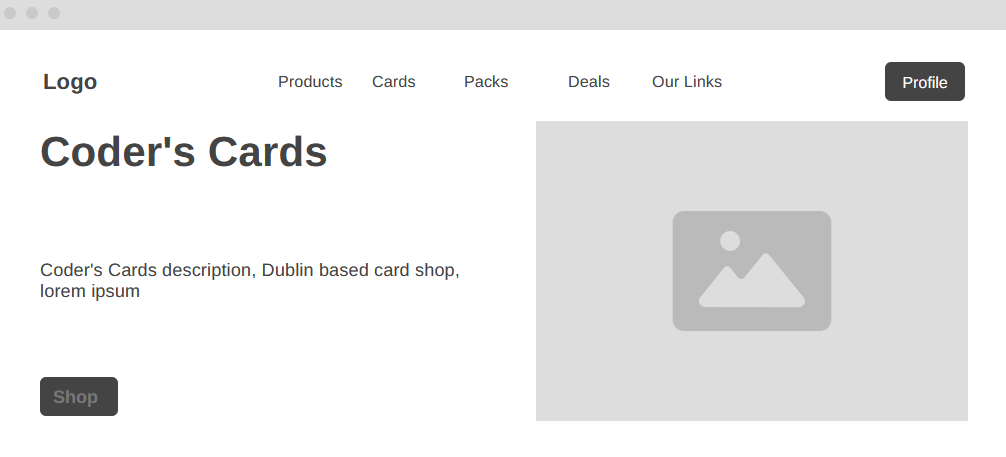 Logo
Products Cards Packs Deals Our Links
Profile
Coder's Cards
Coder's Cards description, Dublin based card shop,
lorem ipsum
Shop